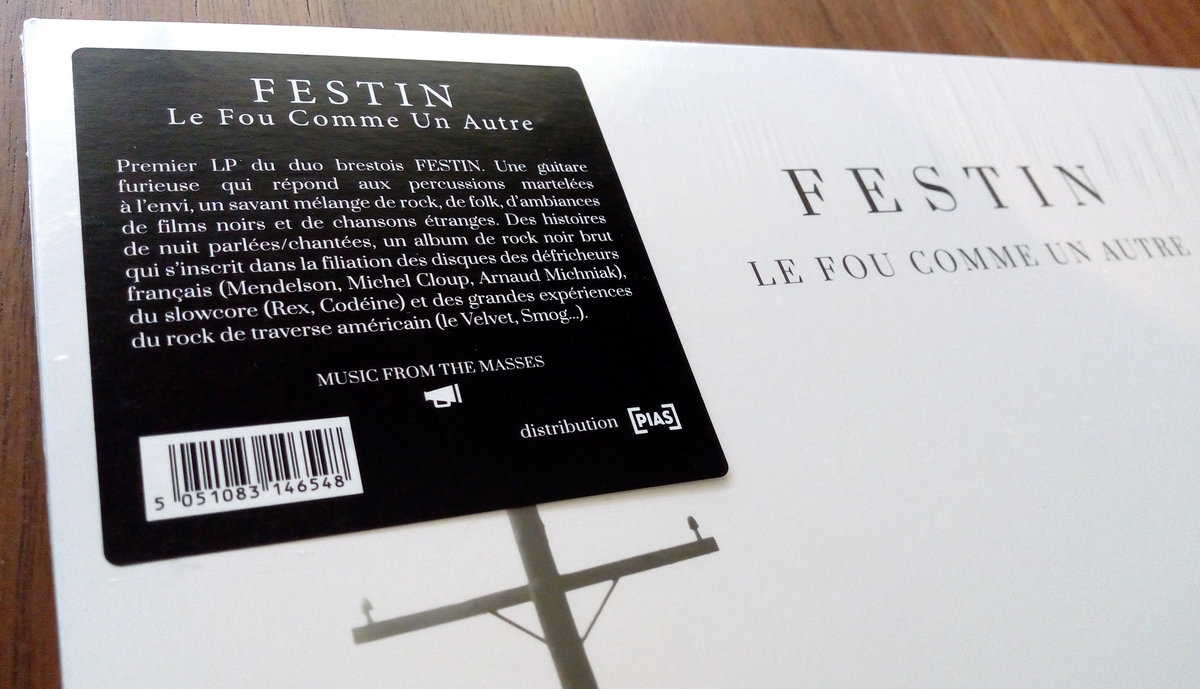 FESTIN
Le Fou Comme Un Autre
Premier LP du duo brestois FESTIN. Une guitare
furieuse qui répond aux percussions martelées
à l'envi, un savant mélange de rock, de folk, d'ambiances
de films noirs et de chansons étranges. Des histoires
de nuit parlées/chantées, un album de rock noir brut
qui s'inscrit dans la filiation des disques des défricheurs
français (Mendelson, Michel Cloup, Arnaud Michniak),
du slowcore (Rex, Codéine) et des grandes expériences
du rock de traverse américain (le Velvet, Smog...).
MUSIC FROM THE MASSES
distribution [PIAS]
5 051083 146548
FESTIN
LE FOU COMME UN AUTRE